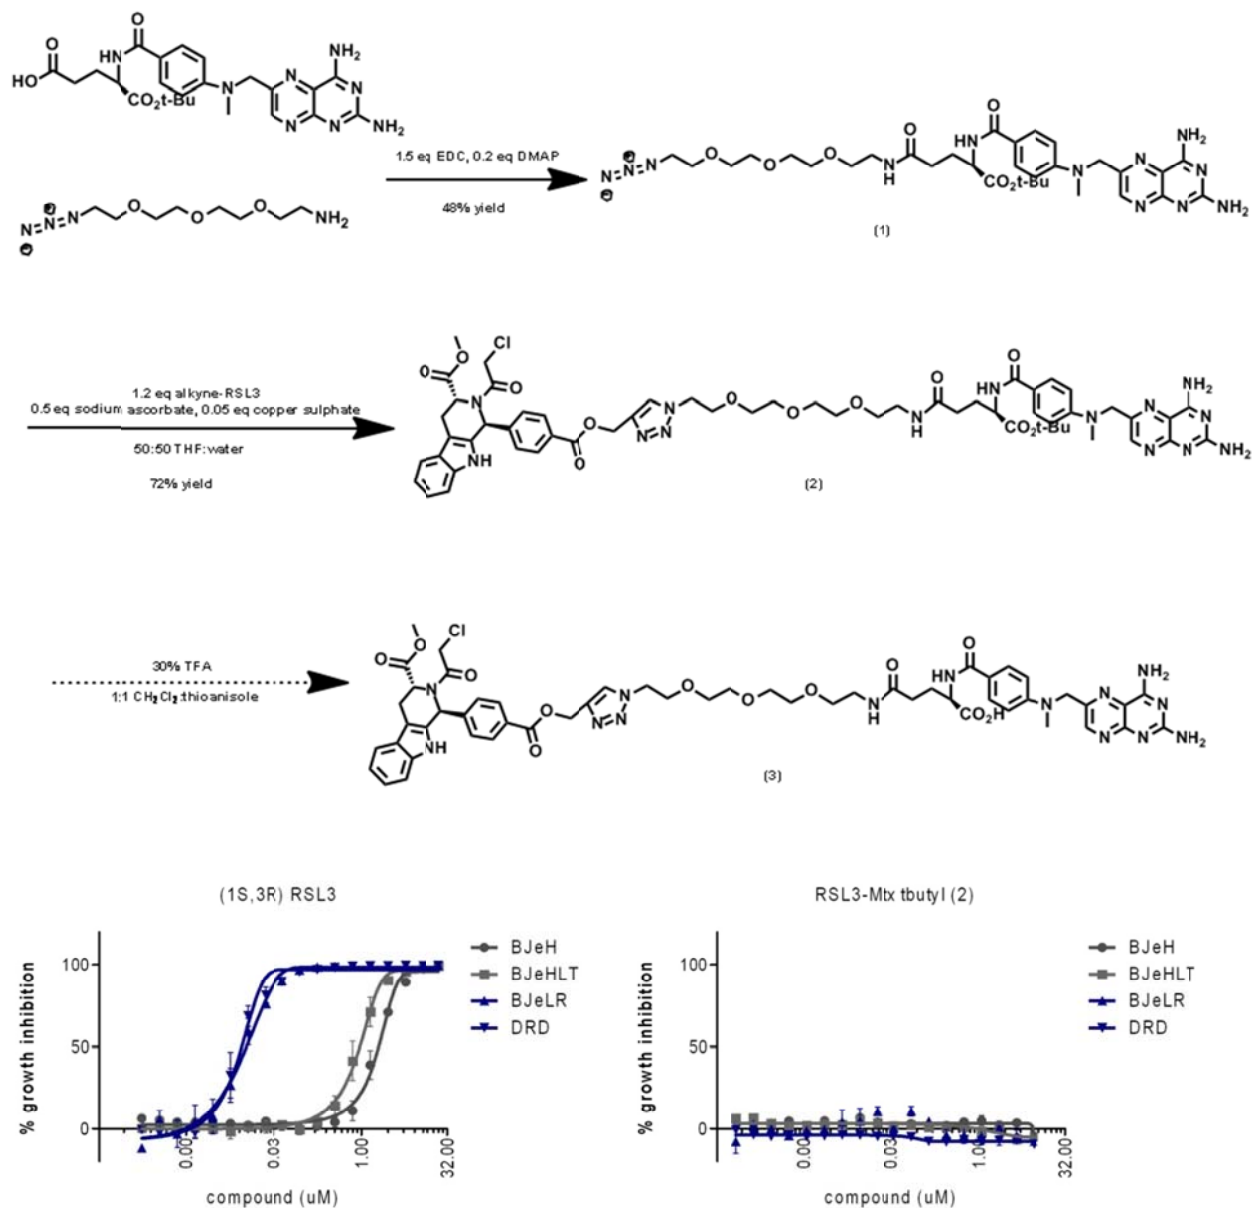 O
HO
HN
O
CO₂t-Bu
N
N
N
NH₂
N
N
NH₂
N
N
N
O
O
O
NH₂
1.5 eq EDC, 0.2 eq DMAP
48% yield
N
N
N
O
O
O
N
H
O
HN
O
CO₂t-Bu
N
N
N
NH₂
N
N
NH₂
(1)
1.2 eq alkyne-RSL3
0.5 eq sodium ascorbate, 0.05 eq copper sulphate
50:50 THF:water
72% yield
O
O
Cl
N
O
NH
O
O
N
N
N
O
O
O
N
H
O
HN
O
CO₂t-Bu
N
N
N
NH₂
N
N
NH₂
(2)
30% TFA
1:1 CH₂Cl₂:thioanisole
O
O
Cl
N
O
NH
O
O
N
N
N
O
O
O
N
H
O
HN
O
CO₂H
N
N
N
NH₂
N
N
NH₂
(3)
(1S,3R) RSL3
% growth inhibition
100
50
0
0.00
0.03
1.00
32.00
compound (uM)
BJeH
BJeHLT
BJeLR
DRD
RSL3-Mtx tbutyl (2)
% growth inhibition
100
50
0
0.00
0.03
1.00
32.00
compound (uM)
BJeH
BJeHLT
BJeLR
DRD